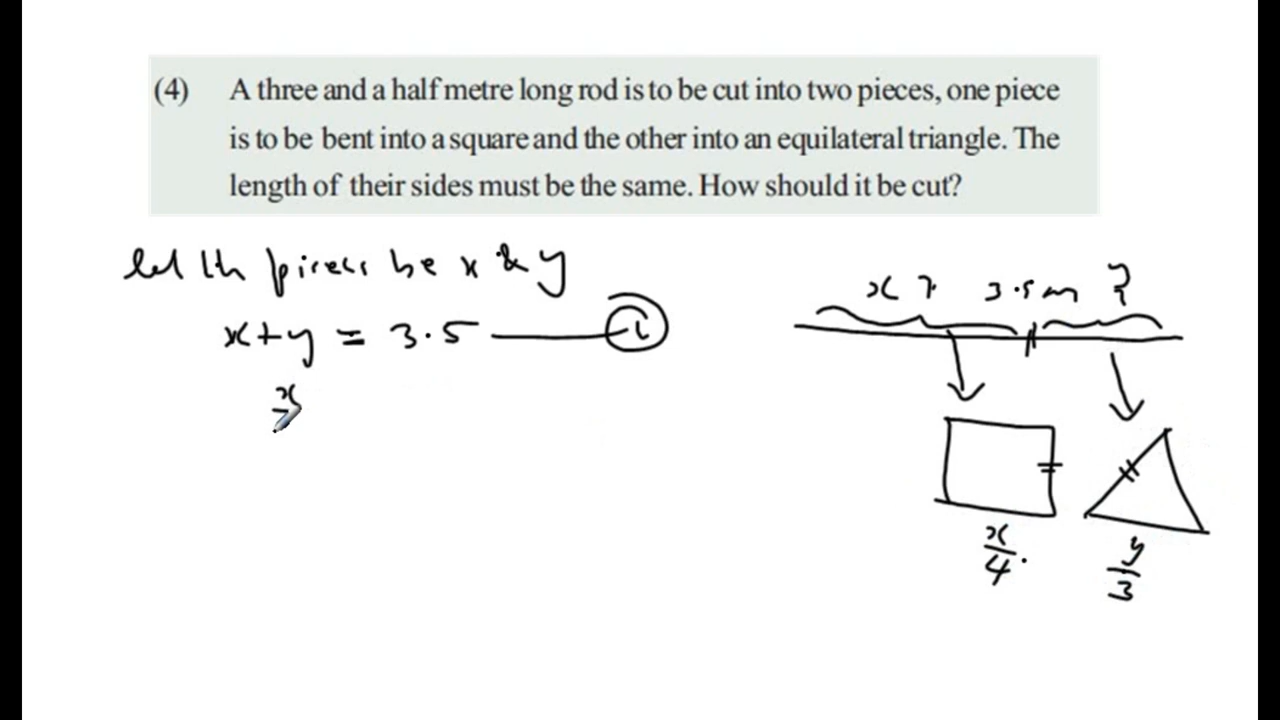 (4) A three and a half metre long rod is to be cut into two pieces, one piece
is to be bent into a square and the other into an equilateral triangle. The
length of their sides must be the same. How should it be cut?
let th pieces be x & y
x+y = 3.5
x
x 3.5m
x/4.
y/3